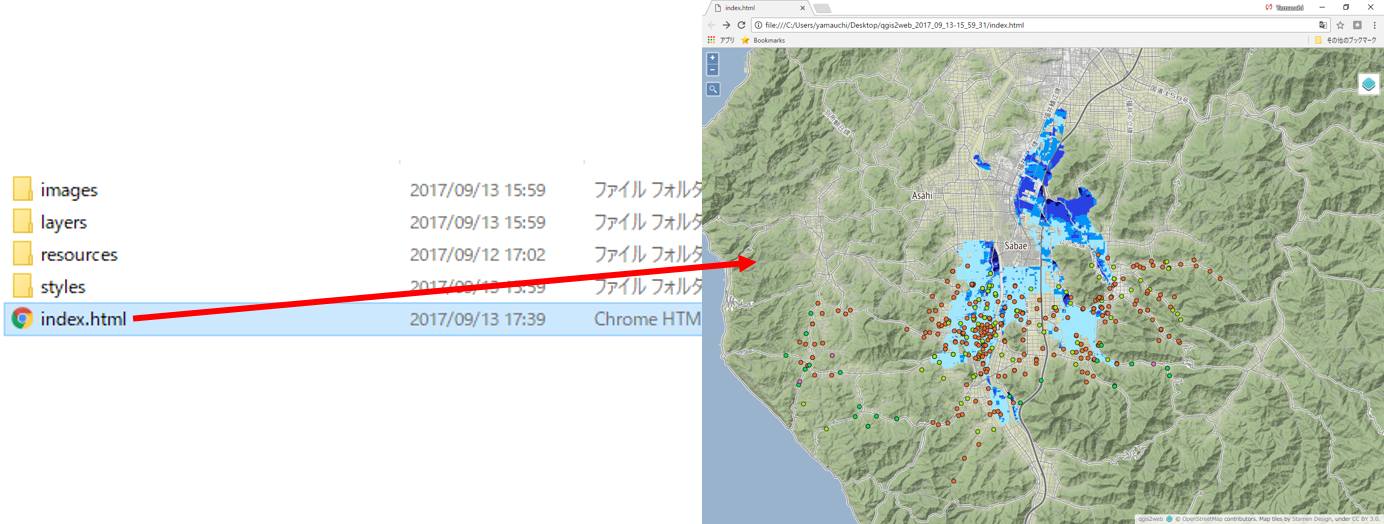 images 2017/09/13 15:59 ファイル フォルダ
layers 2017/09/13 15:59 ファイル フォルダ
resources 2017/09/12 17:02 ファイル フォルダ
styles 2017/09/13 15:59 ファイル フォルダ
index.html 2017/09/13 17:39 Chrome HTM
index.html
Yamauchi
file:///C:/Users/yamauchi/Desktop/qgis2web_2017_09_13-15_59_31/index.html
アプリ Bookmarks その他のブックマーク
+
−
Asahi
Sabae
qgis2web © OpenStreetMap contributors. Map tiles by Stamen Design, under CC BY 3.0.